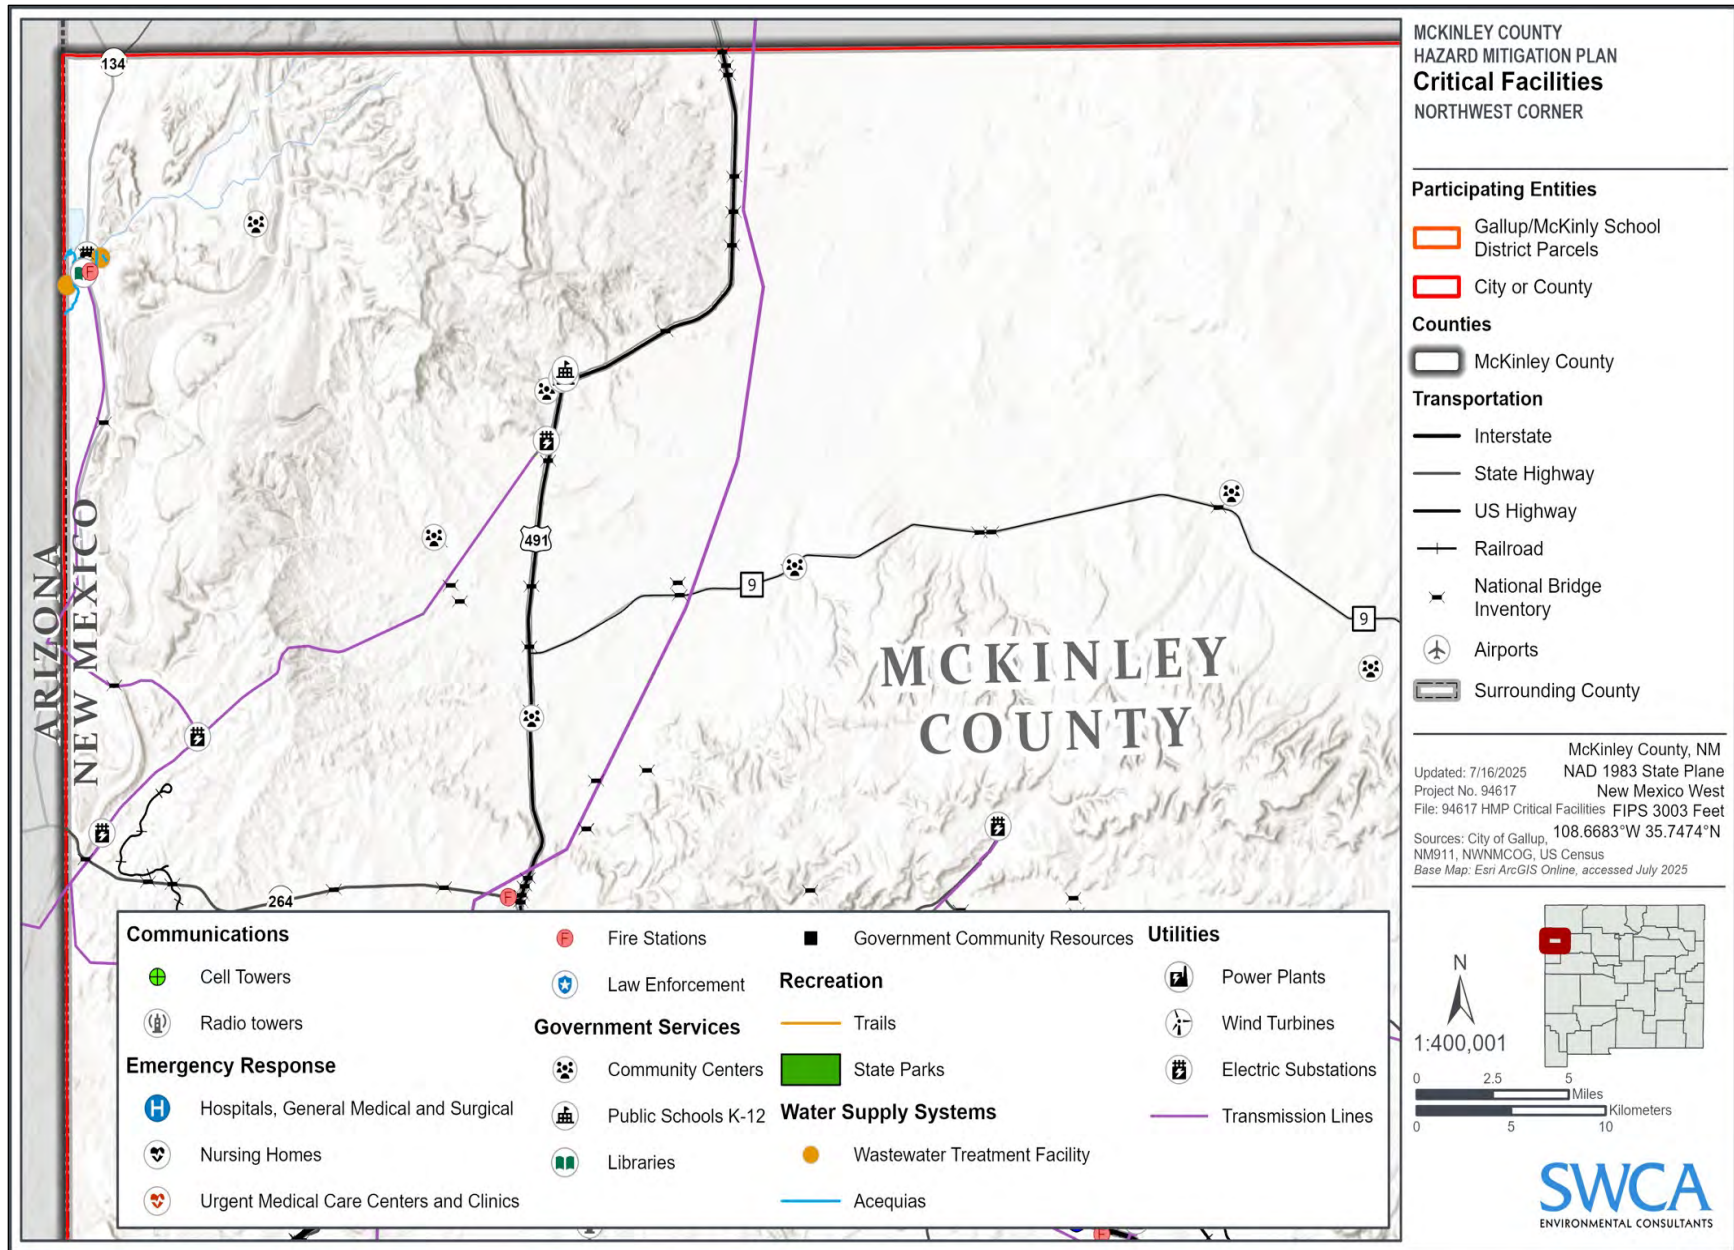 MCKINLEY COUNTY
HAZARD MITIGATION PLAN
Critical Facilities
NORTHWEST CORNER
Participating Entities
Gallup/McKinly School
District Parcels
City or County
Counties
McKinley County
Transportation
Interstate
State Highway
US Highway
Railroad
National Bridge
Inventory
Airports
Surrounding County
McKinley County, NM
Updated: 7/16/2025
NAD 1983 State Plane
Project No. 94617
New Mexico West
File: 94617 HMP Critical Facilities
FIPS 3003 Feet
108.6683°W 35.7474°N
Sources: City of Gallup,
NM911, NWNMCOG, US Census
Base Map: Esri ArcGIS Online, accessed July 2025
N
1:400,001
0 2.5 5
Miles
Kilometers
0 5 10
SWCA
ENVIRONMENTAL CONSULTANTS
134
F
491
9
9
ARIZONA
NEW MEXICO
MCKINLEY
COUNTY
264
F
Communications
Cell Towers
Radio towers
Emergency Response
H
Hospitals, General Medical and Surgical
Nursing Homes
Urgent Medical Care Centers and Clinics
F
Fire Stations
Law Enforcement
Government Services
Community Centers
Public Schools K-12
Libraries
Government Community Resources
Recreation
Trails
State Parks
Water Supply Systems
Wastewater Treatment Facility
Acequias
Utilities
Power Plants
Wind Turbines
Electric Substations
Transmission Lines
F